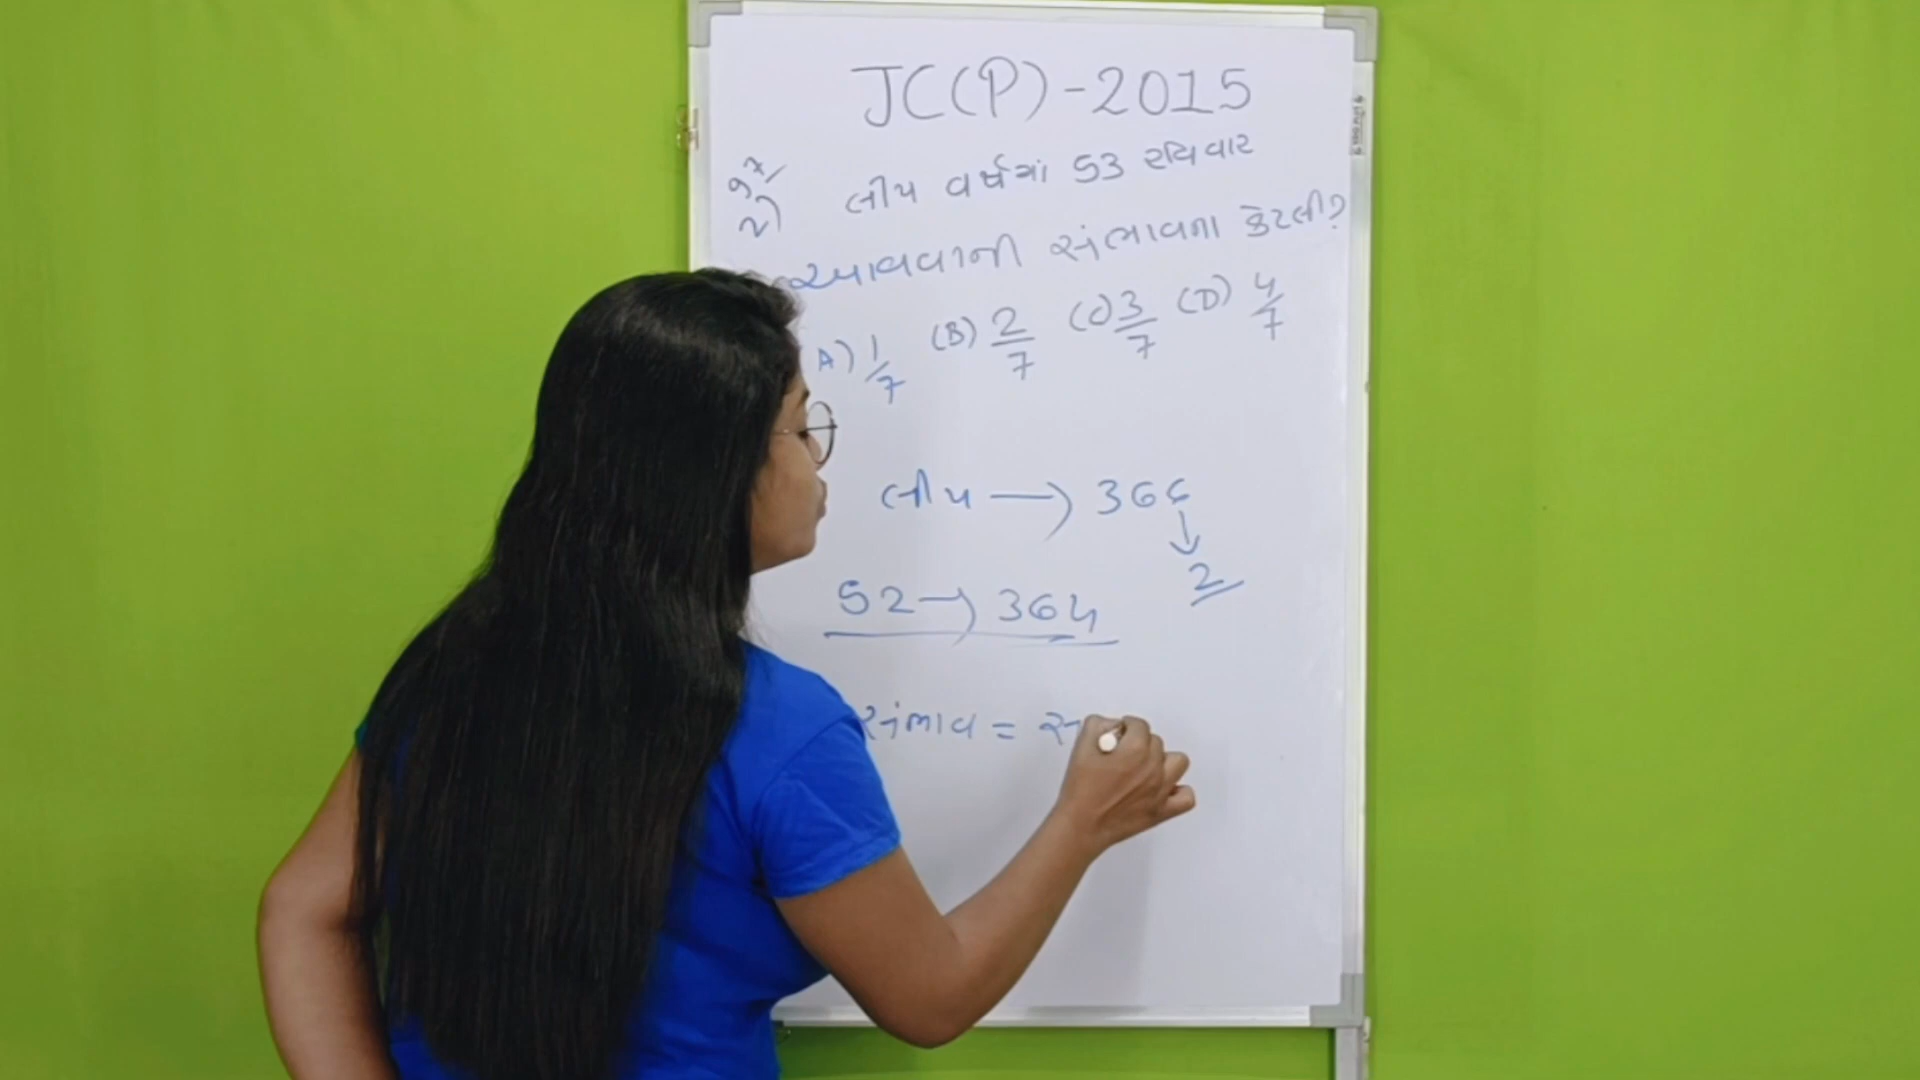 JC(P)-2015
2) લીપ વર્ષમાં 53 રવિવાર
આવવાની સંભાવના કેટલી?
A) 1/7 (B) 2/7 (C) 3/7 (D) 4/7
લીપ → 366
↓
2
52 → 364
સંભાવ =